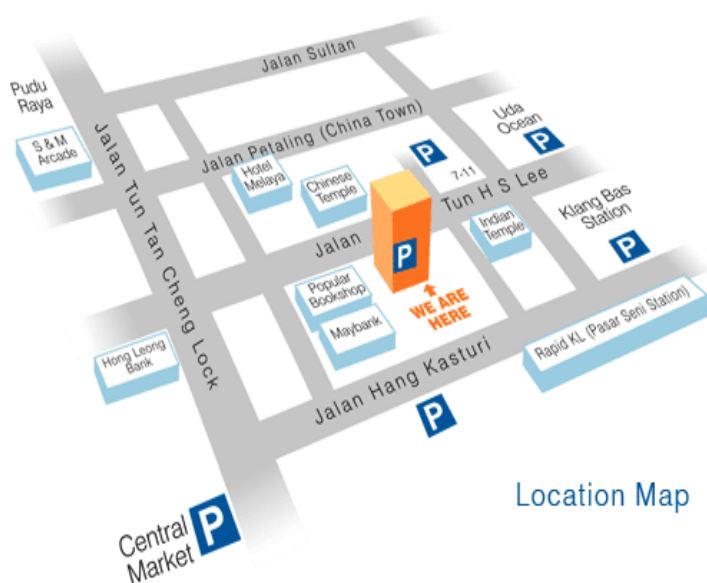 Jalan Sultan
Pudu
Raya
S & M
Arcade
Jalan Petaling (China Town)
Uda
Ocean
P
P
7-11
Hotel
Melaya
Chinese
Temple
Jalan Tun Tan Cheng Lock
Jalan Tun H S Lee
Indian
Temple
Klang Bas
Station
P
P
Popular
Bookshop
WE ARE
HERE
Maybank
Hong Leong
Bank
Rapid KL (Pasar Seni Station)
Jalan Hang Kasturi
P
Location Map
Central
Market
P